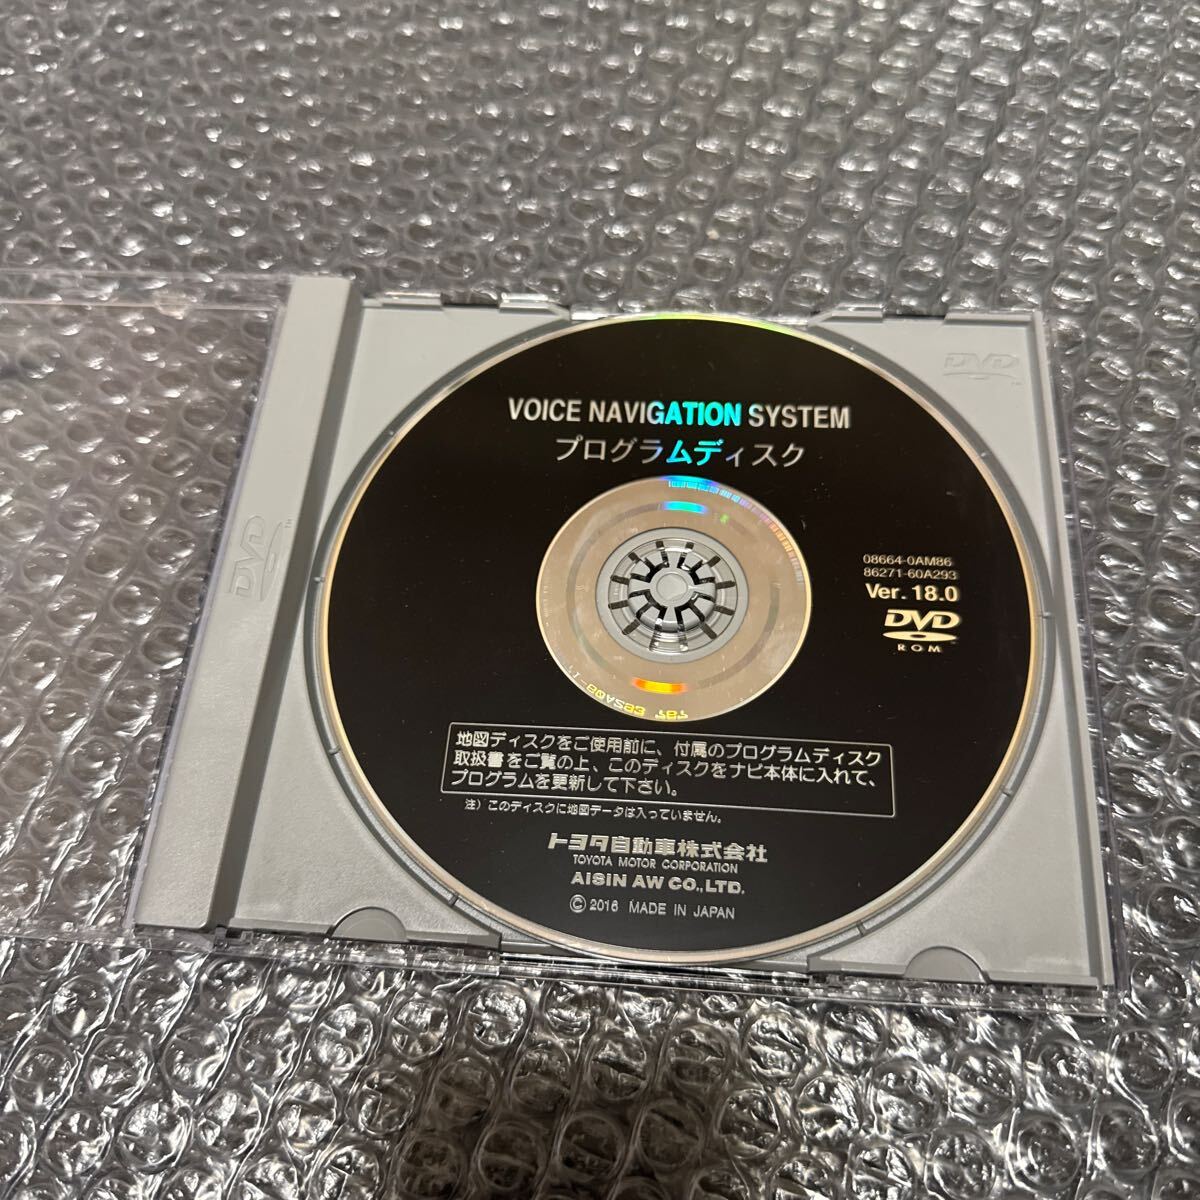 VOICE NAVIGATION SYSTEM
プログラムディスク
08664-0AM86
86271-60A293
Ver. 18.0
DVD
ROM
地図ディスクをご使用前に、付属のプログラムディスク
取扱書をご覧の上、このディスクをナビ本体に入れて、
プログラムを更新して下さい。
注）このディスクに地図データは入っていません。
トヨタ自動車株式会社
TOYOTA MOTOR CORPORATION
AISIN AW CO., LTD.
© 2016 MADE IN JAPAN
DVD
DVD